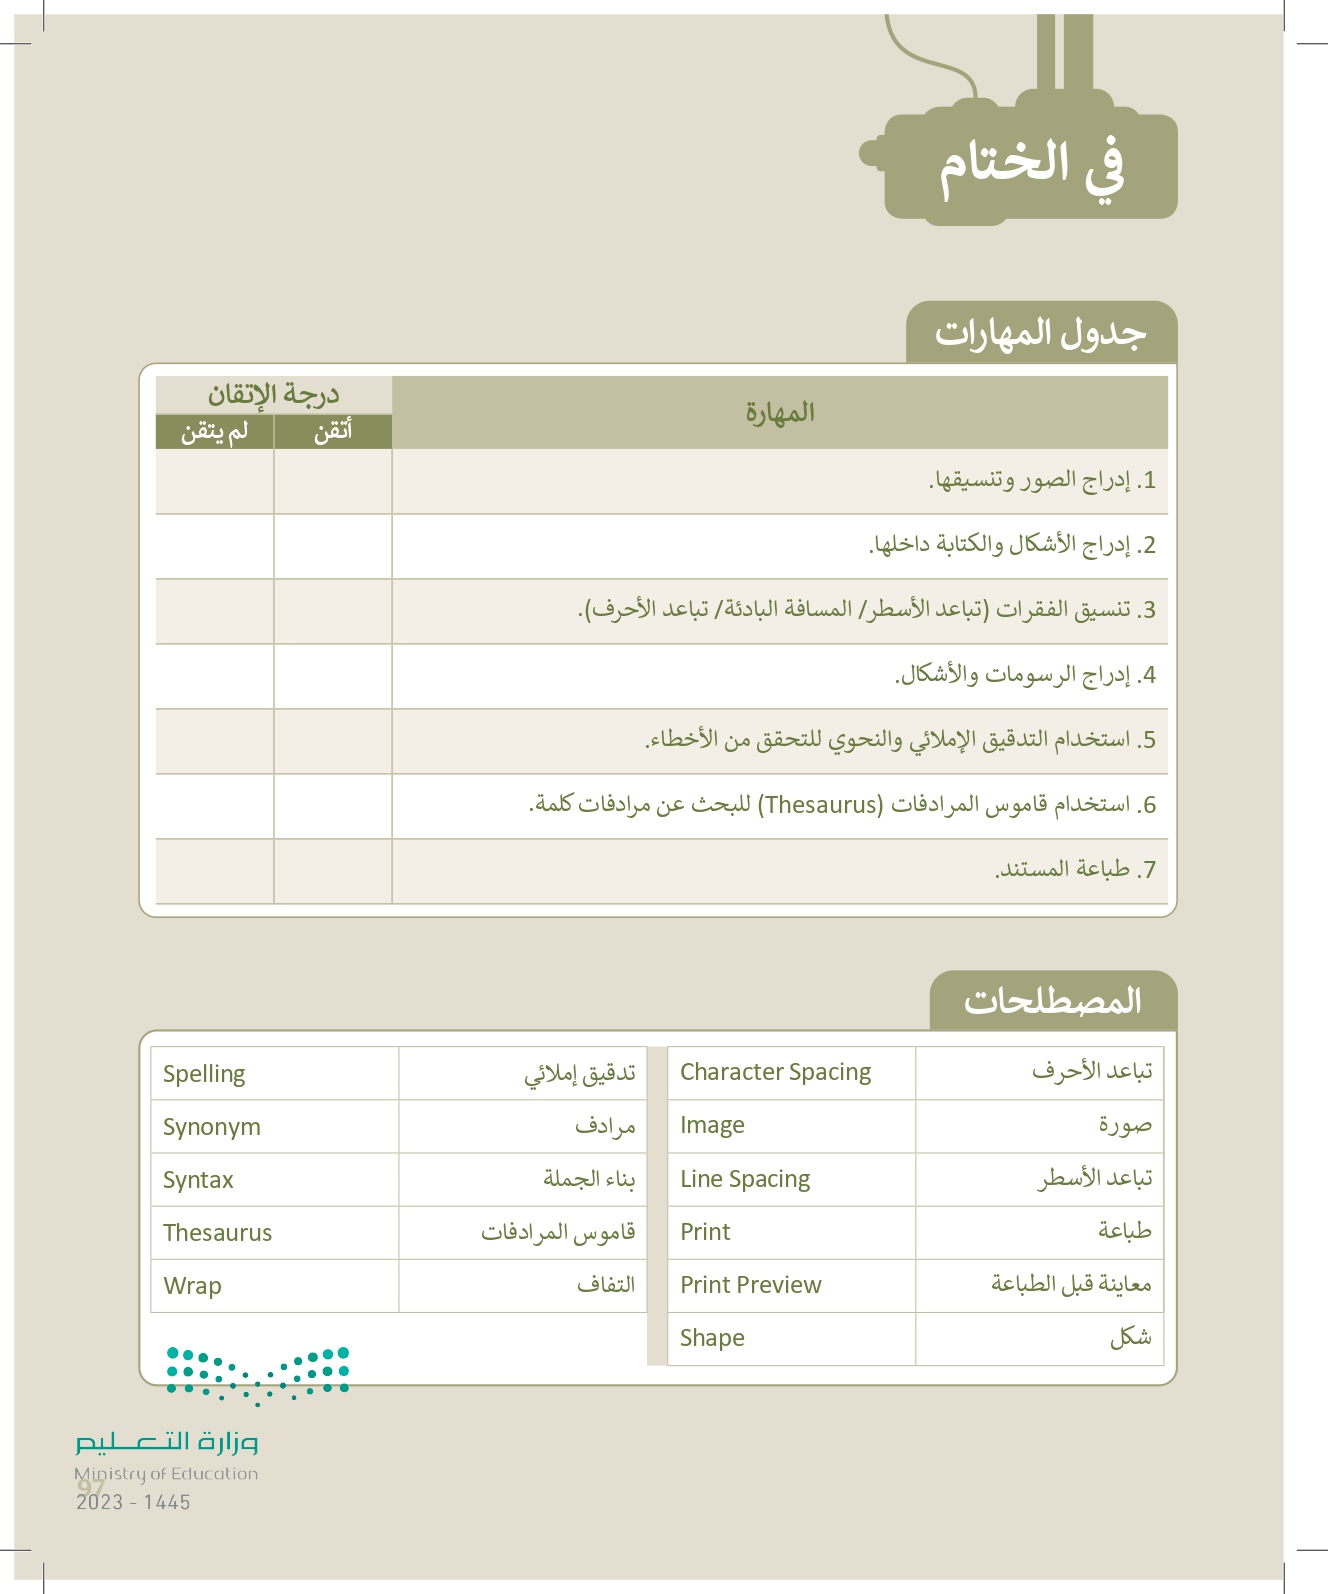 في الختام
جدول المهارات
المهارة
درجة الإتقان
أتقن
لم يتقن
1. إدراج الصور وتنسيقها.
2. إدراج الأشكال والكتابة داخلها.
3. تنسيق الفقرات (تباعد الأسطر/ المسافة البادئة/ تباعد الأحرف).
4. إدراج الرسومات والأشكال.
5. استخدام التدقيق الإملائي والنحوي للتحقق من الأخطاء.
6. استخدام قاموس المرادفات (Thesaurus) للبحث عن مرادفات كلمة.
7. طباعة المستند.
المصطلحات
تباعد الأحرف Character Spacing
صورة Image
تباعد الأسطر Line Spacing
طباعة Print
معاينة قبل الطباعة Print Preview
شكل Shape
تدقيق إملائي Spelling
مرادف Synonym
بناء الجملة Syntax
قاموس المرادفات Thesaurus
التفاف Wrap
وزارة التعليم
Ministry of Education
97
2023 - 1445